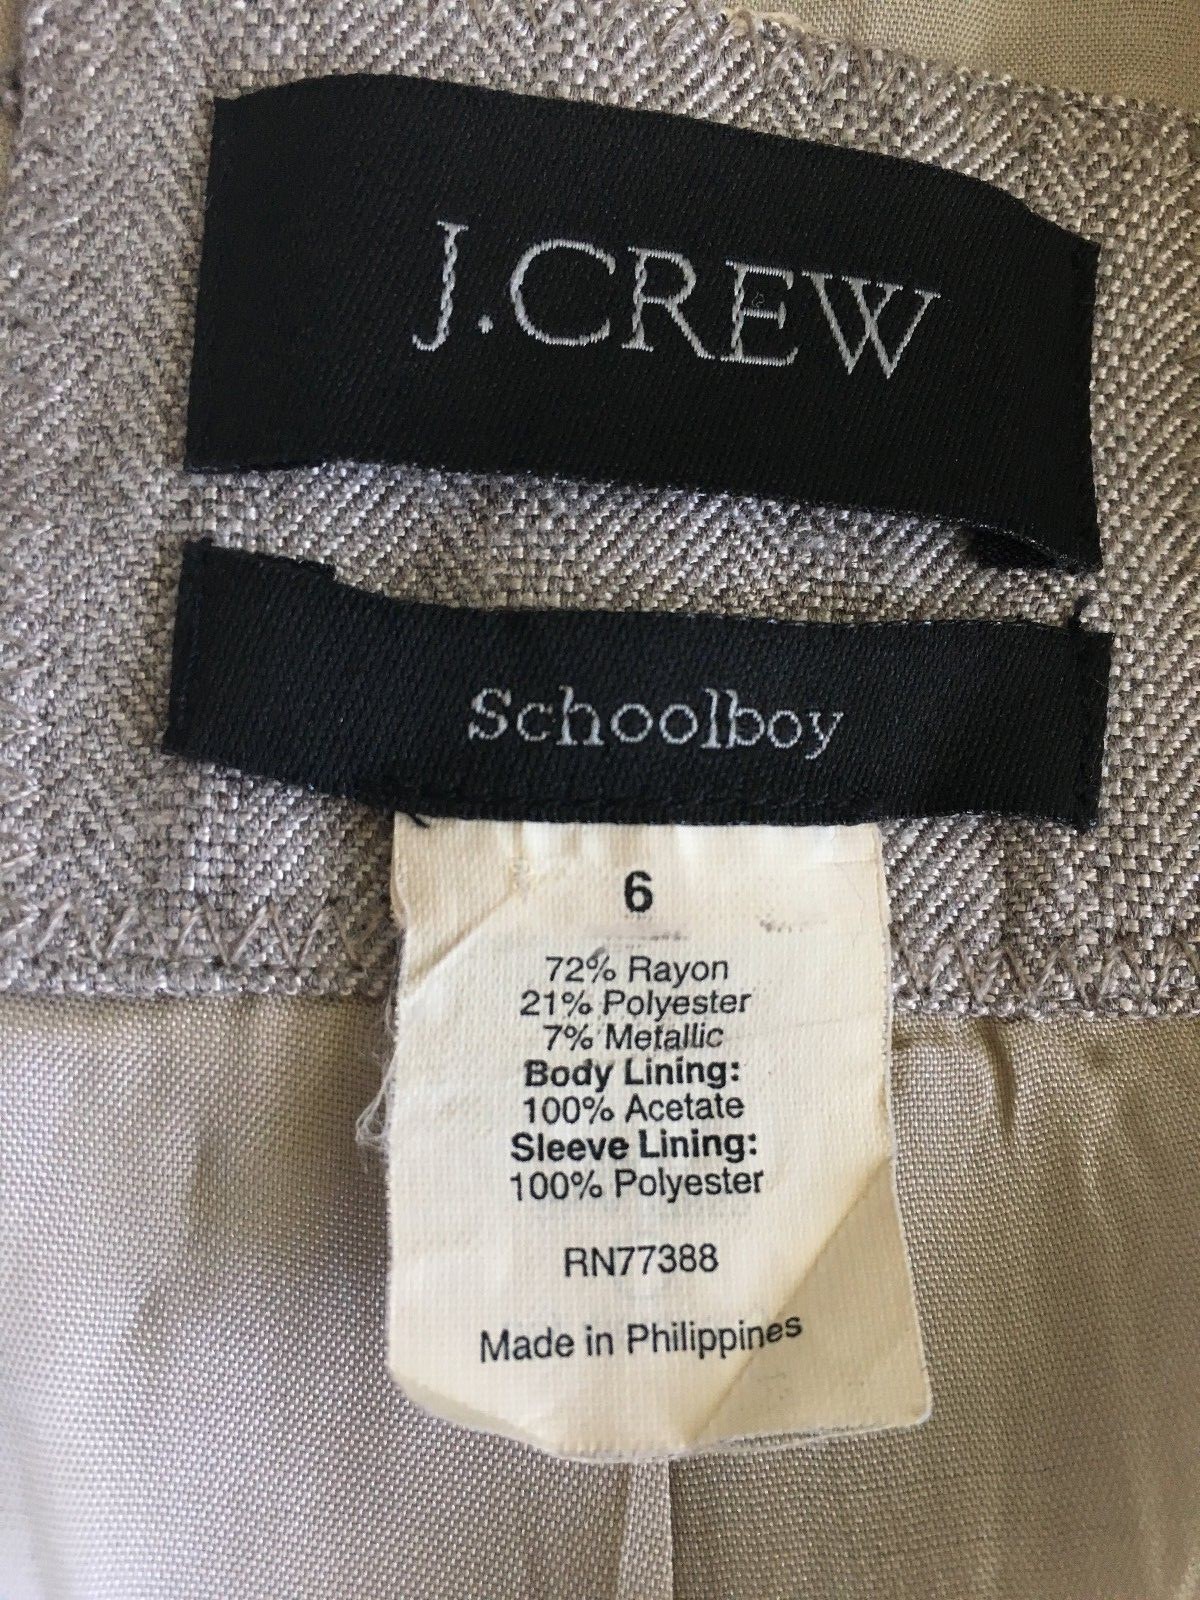 J.CREW
Schoolboy
6
72% Rayon
21% Polyester
7% Metallic
Body Lining:
100% Acetate
Sleeve Lining:
100% Polyester
RN77388
Made in Philippines